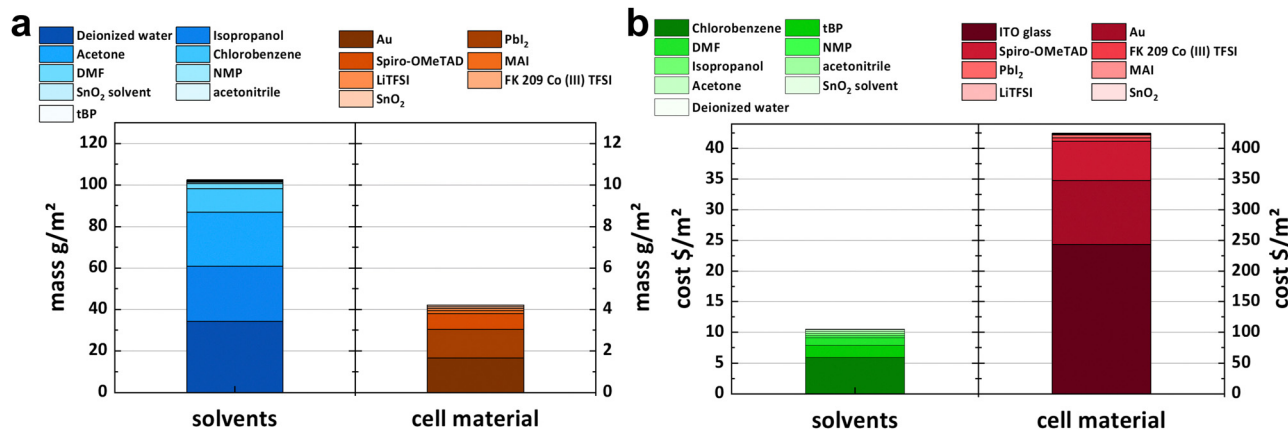 a
Deionized water
Isopropanol
Acetone
Chlorobenzene
DMF
NMP
SnO₂ solvent
acetonitrile
tBP
Au
PbI₂
Spiro-OMeTAD
MAI
LiTFSI
FK 209 Co (III) TFSI
SnO₂
mass g/m²
120
100
80
60
40
20
0
12
10
8
6
4
2
0
mass g/m²
solvents
cell material
b
Chlorobenzene
tBP
DMF
NMP
Isopropanol
acetonitrile
Acetone
SnO₂ solvent
Deionized water
ITO glass
Au
Spiro-OMeTAD
FK 209 Co (III) TFSI
PbI₂
MAI
LiTFSI
SnO₂
cost $/m²
40
35
30
25
20
15
10
5
0
400
350
300
250
200
150
100
50
0
cost $/m²
solvents
cell material